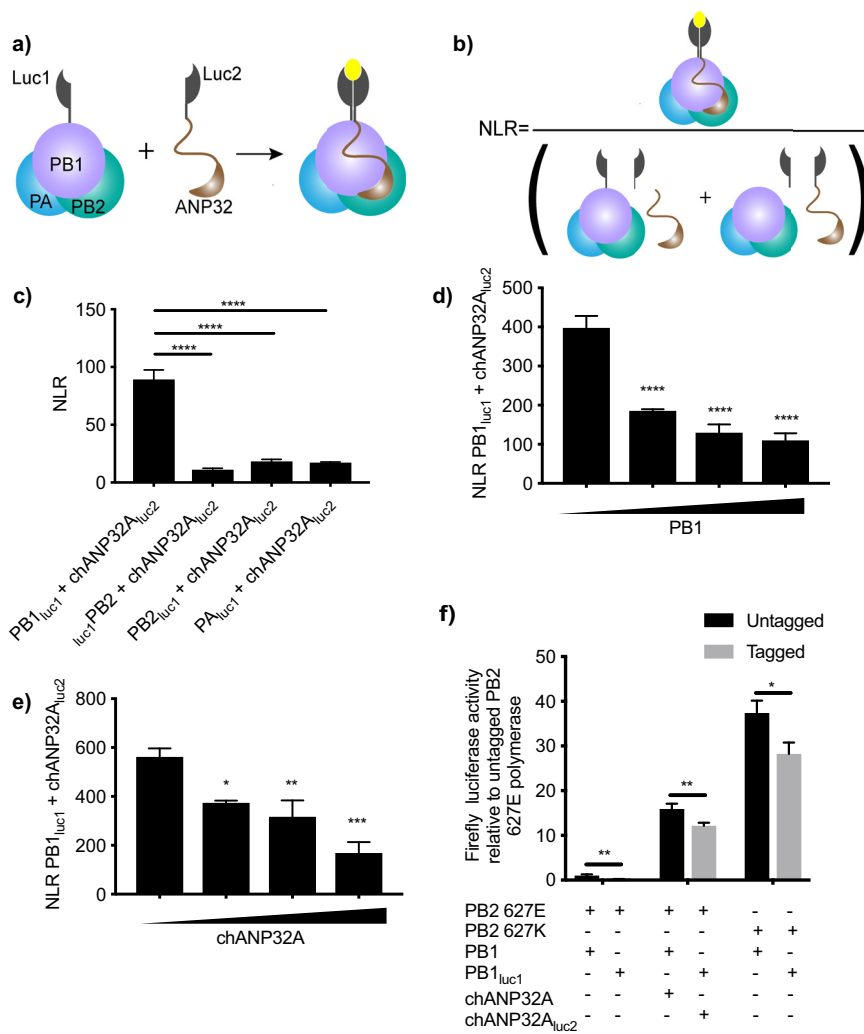 a)
Luc1
Luc2
PB1
PA
PB2
ANP32
+
b)
NLR=
+
c)
NLR
150
100
50
0
****
****
****
PB1luc1 + chANP32Aluc2
luc1PB2 + chANP32Aluc2
PB2luc1 + chANP32Aluc2
PAluc1 + chANP32Aluc2
d)
NLR PB1luc1 + chANP32Aluc2
400
300
200
100
0
****
****
****
PB1
e)
NLR PB1luc1 + chANP32Aluc2
800
600
400
200
0
*
**
***
chANP32A
f)
Untagged
Tagged
Firefly luciferase activity
relative to untagged PB2
627E polymerase
50
40
30
20
10
0
**
**
*
PB2 627E + + + + - -
PB2 627K - - - - + +
PB1 + - + - + -
PB1luc1 - + - + - +
chANP32A - - + - - -
chANP32Aluc2 - - - + - -